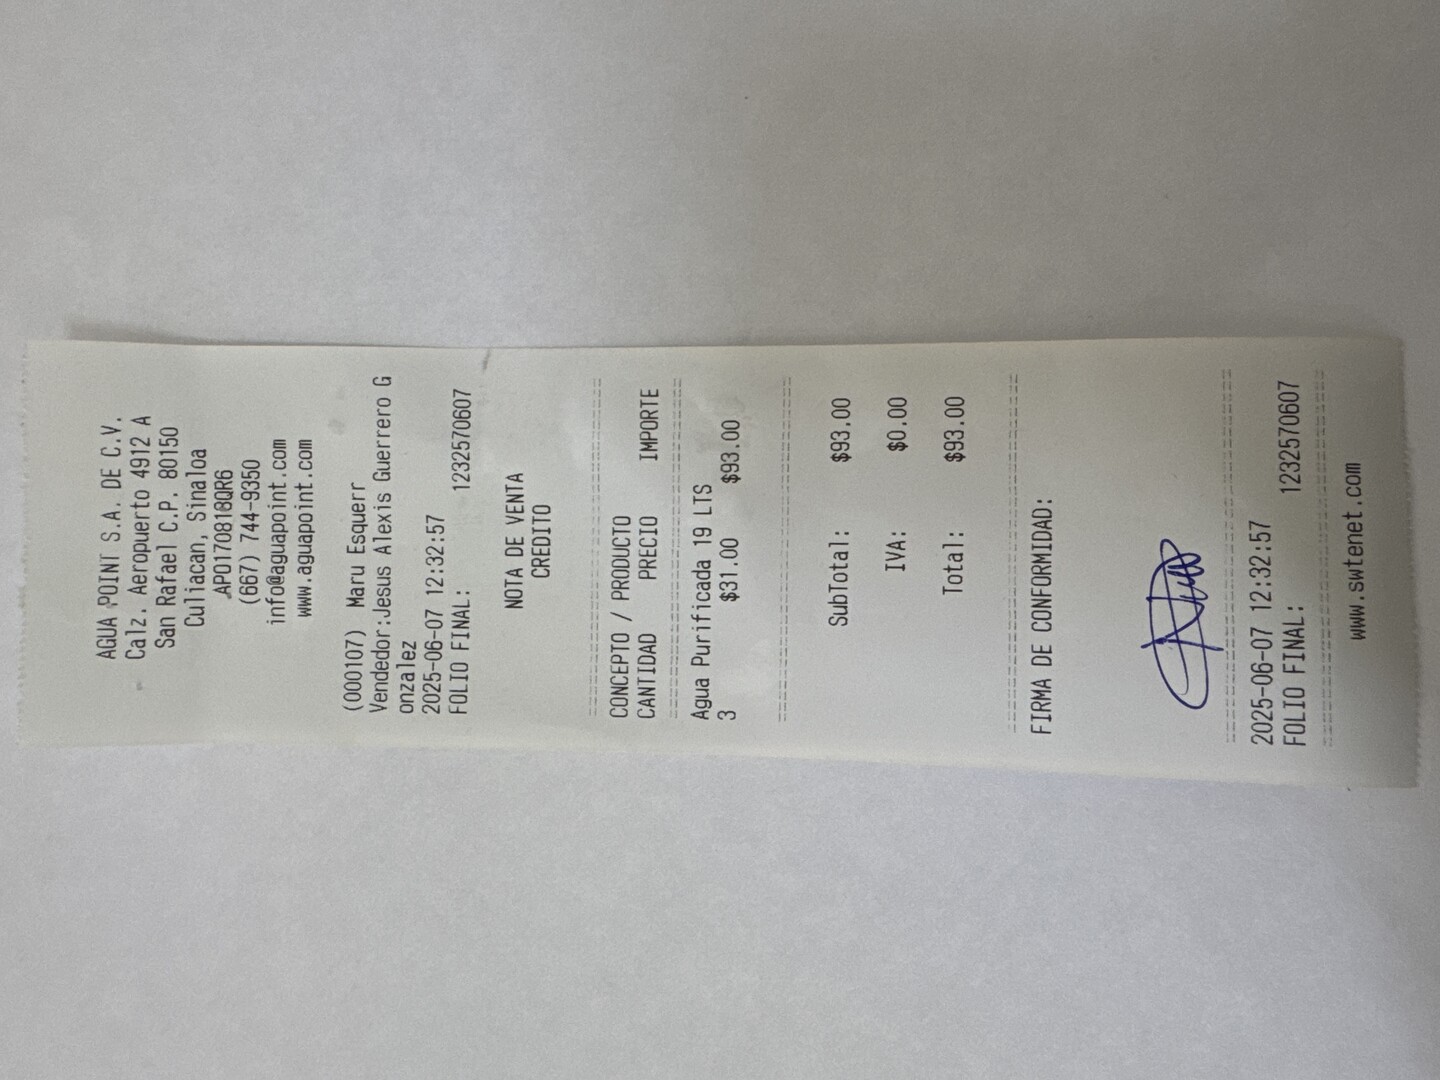 AGUA POINT S.A. DE C.V.
Calz. Aeropuerto 4912 A
San Rafael C.P. 80150
Culiacan, Sinaloa
APO170818QR6
(667) 744-9350
info@aguapoint.com
www.aguapoint.com
(000107) Maru Esquerr
Vendedor:Jesus Alexis Guerrero G
onzalez
2025-06-07 12:32:57
FOLIO FINAL: 1232570607
NOTA DE VENTA
CREDITO
CONCEPTO / PRODUCTO
CANTIDAD PRECIO IMPORTE
Agua Purificada 19 LTS
3 $31.00 $93.00
SubTotal: $93.00
IVA: $0.00
Total: $93.00
FIRMA DE CONFORMIDAD:
2025-06-07 12:32:57
FOLIO FINAL: 1232570607
www.swtenet.com